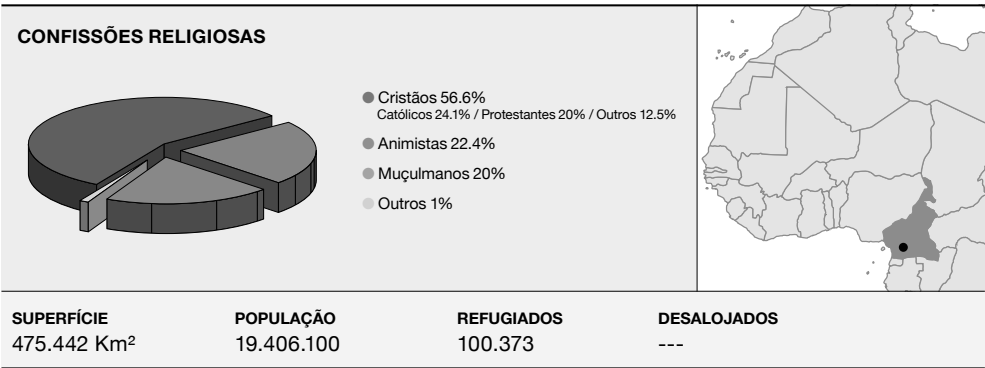 CONFISSÕES RELIGIOSAS
Cristãos 56.6%
Católicos 24.1% / Protestantes 20% / Outros 12.5%
Animistas 22.4%
Muçulmanos 20%
Outros 1%
SUPERFÍCIE
475.442 Km²
POPULAÇÃO
19.406.100
REFUGIADOS
100.373
DESALOJADOS
---